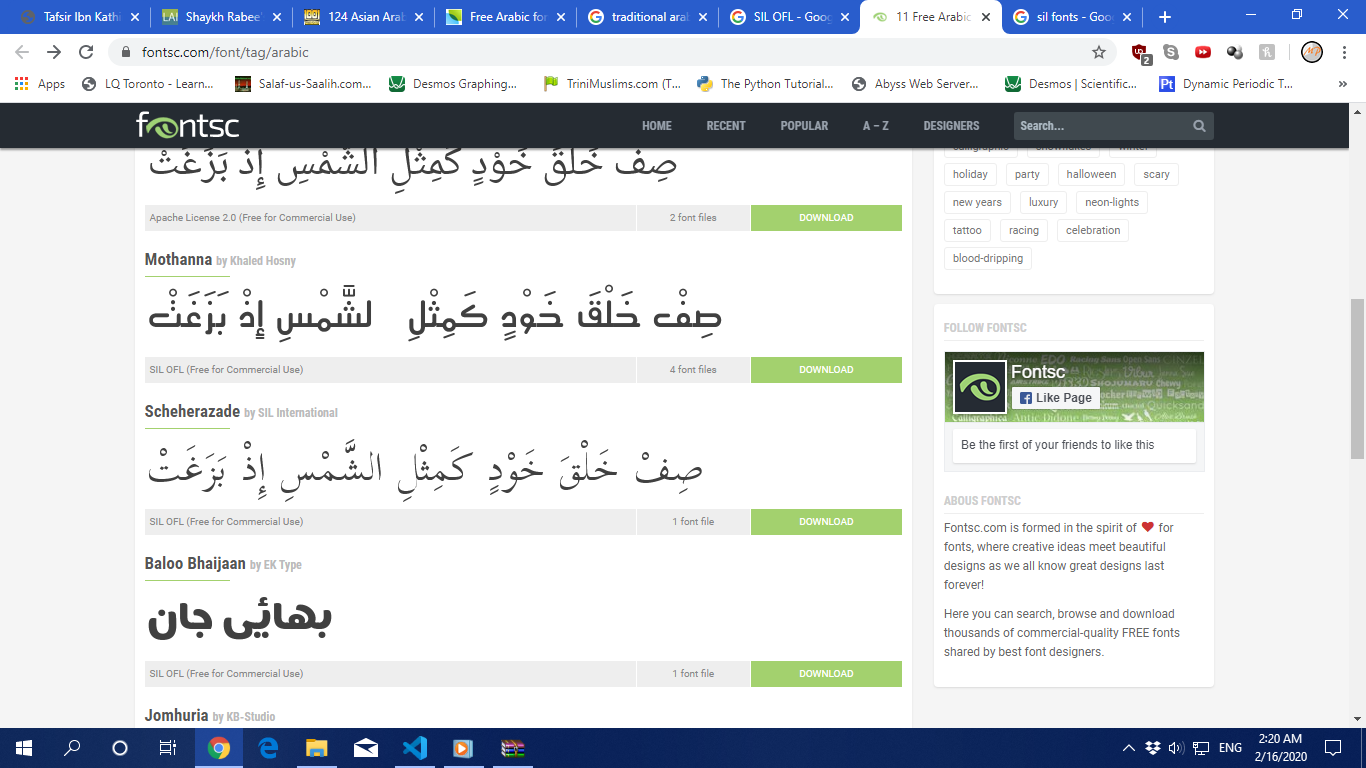 Tafsir Ibn Kathi
Shaykh Rabee'
124 Asian Arab
Free Arabic for
traditional arab
SIL OFL - Goog
11 Free Arabic
sil fonts - Goo
fontsc.com/font/tag/arabic
2
Apps
LQ Toronto - Learn...
Salaf-us-Saalih.com...
Desmos Graphing...
TriniMuslims.com (T...
The Python Tutorial...
Abyss Web Server...
Desmos | Scientific...
Pt
Dynamic Periodic T...
»
fontsc
HOME
RECENT
POPULAR
A – Z
DESIGNERS
Search...
صِفْ خَلْقَ خَوْدٍ كَمِثْلِ الشَّمْسِ إِذْ بَزَغَتْ
Apache License 2.0 (Free for Commercial Use)
2 font files
DOWNLOAD
Mothanna by Khaled Hosny
صِفْ خَلْقَ خَوْدٍ كَمِثْلِ لشَّمْسِ إِذْ بَزَغَتْ
SIL OFL (Free for Commercial Use)
4 font files
DOWNLOAD
Scheherazade by SIL International
صِفْ خَلْقَ خَوْدٍ كَمِثْلِ الشَّمْسِ إِذْ بَزَغَتْ
SIL OFL (Free for Commercial Use)
1 font file
DOWNLOAD
Baloo Bhaijaan by EK Type
بهائی جان
SIL OFL (Free for Commercial Use)
1 font file
DOWNLOAD
Jomhuria by KB-Studio
calligraphic
snowflakes
winter
holiday
party
halloween
scary
new years
luxury
neon-lights
tattoo
racing
celebration
blood-dripping
FOLLOW FONTSC
Fontsc
Like Page
Be the first of your friends to like this
ABOUS FONTSC
Fontsc.com is formed in the spirit of ❤ for
fonts, where creative ideas meet beautiful
designs as we all know great designs last
forever!
Here you can search, browse and download
thousands of commercial-quality FREE fonts
shared by best font designers.
ENG
2:20 AM
2/16/2020